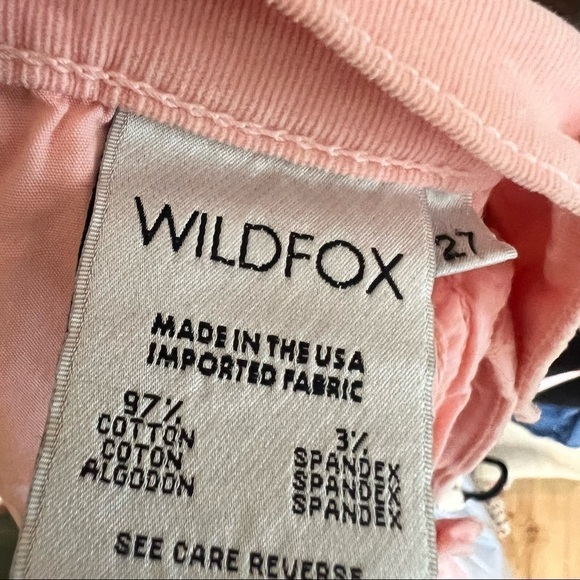 WILDFOX
27
MADE IN THE USA
IMPORTED FABRIC
97% 3%
COTTON SPANDEX
COTON SPANDEX
ALGODON SPANDEX
SEE CARE REVERSE